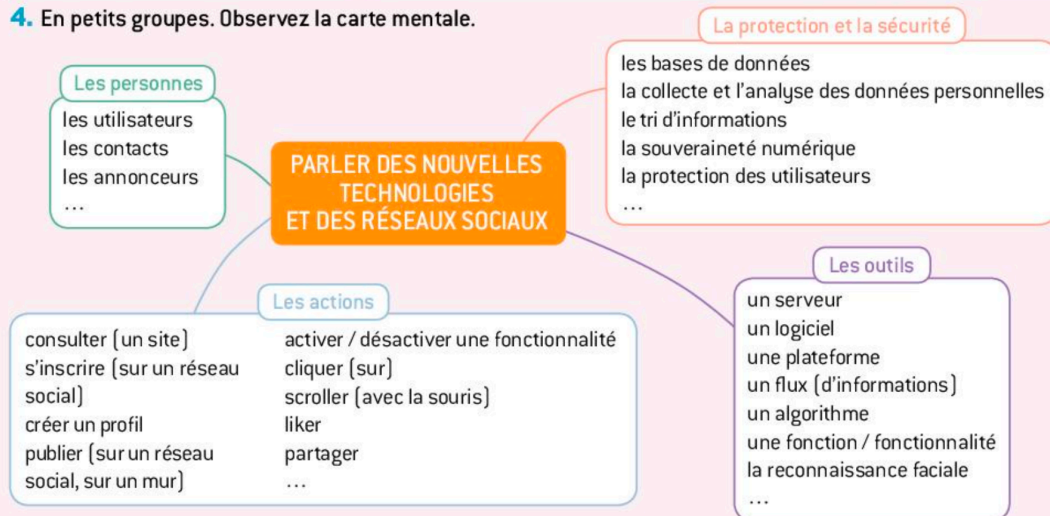 4. En petits groupes. Observez la carte mentale.
La protection et la sécurité
les bases de données
la collecte et l'analyse des données personnelles
le tri d'informations
la souveraineté numérique
la protection des utilisateurs
...
Les personnes
les utilisateurs
les contacts
les annonceurs
...
PARLER DES NOUVELLES
TECHNOLOGIES
ET DES RÉSEAUX SOCIAUX
Les outils
un serveur
un logiciel
une plateforme
un flux (d'informations)
un algorithme
une fonction / fonctionnalité
la reconnaissance faciale
...
Les actions
consulter (un site)
s'inscrire (sur un réseau
social)
créer un profil
publier (sur un réseau
social, sur un mur)
activer / désactiver une fonctionnalité
cliquer (sur)
scroller (avec la souris)
liker
partager
...